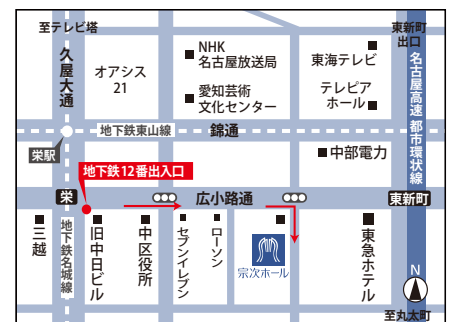 至テレビ塔
東新町
出口
久屋大通
オアシス
21
NHK
名古屋放送局
愛知芸術
文化センター
東海テレビ
テレピア
ホール
名古屋高速 都市環状線
地下鉄東山線
錦通
栄駅
中部電力
地下鉄12番出入口
栄
広小路通
東新町
三越
地下鉄名城線
旧中日ビル
中区役所
セブンイレブン
ローソン
宗次ホール
東急ホテル
N
至丸太町